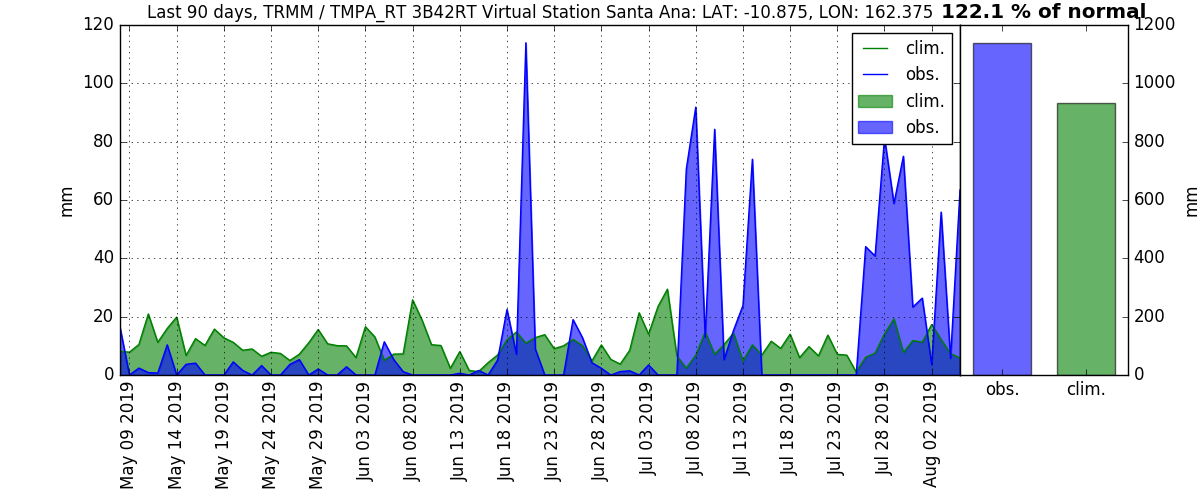 Last 90 days, TRMM / TMPA_RT 3B42RT Virtual Station Santa Ana: LAT: -10.875, LON: 162.375 122.1 % of normal
120
100
80
60
40
20
0
mm
clim.
obs.
clim.
obs.
1200
1000
800
600
400
200
0
mm
May 09 2019
May 14 2019
May 19 2019
May 24 2019
May 29 2019
Jun 03 2019
Jun 08 2019
Jun 13 2019
Jun 18 2019
Jun 23 2019
Jun 28 2019
Jul 03 2019
Jul 08 2019
Jul 13 2019
Jul 18 2019
Jul 23 2019
Jul 28 2019
Aug 02 2019
obs. clim.